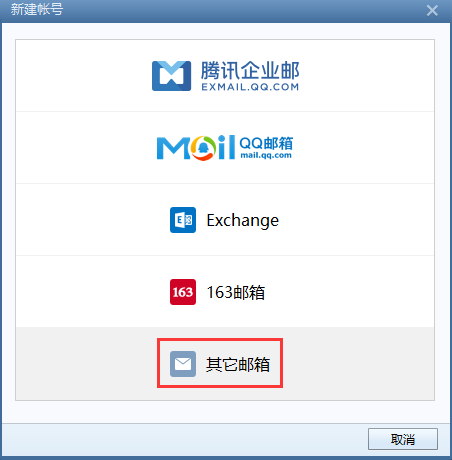 新建帐号
腾讯企业邮
EXMAIL.QQ.COM
Mail QQ邮箱
mail.qq.com
Exchange
163 163邮箱
其它邮箱
取消